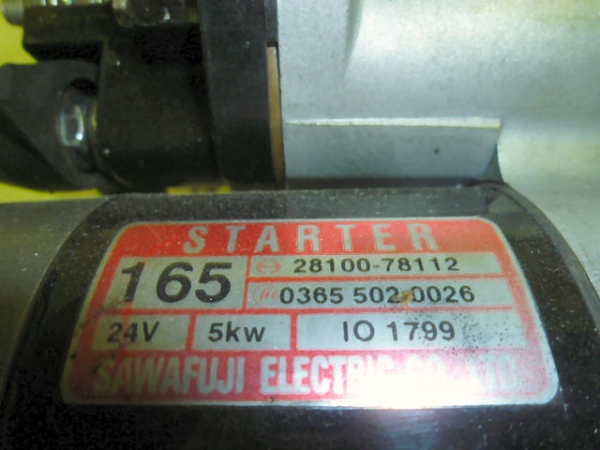 STARTER
165
28100-78112
0365 502 0026
24V 5kw IO 1799
SAWAFUJI ELECTRIC CO., LTD.